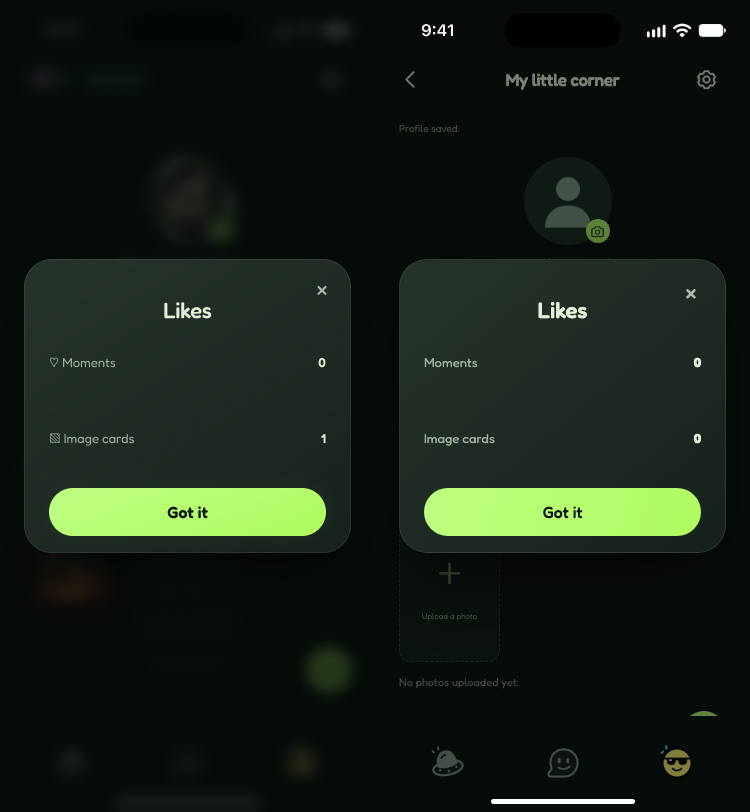 9:41
My little corner
Profile saved.
Likes
♡ Moments 0
▧ Image cards 1
Got it
Likes
Moments 0
Image cards 0
Got it
Upload a photo
No photos uploaded yet.